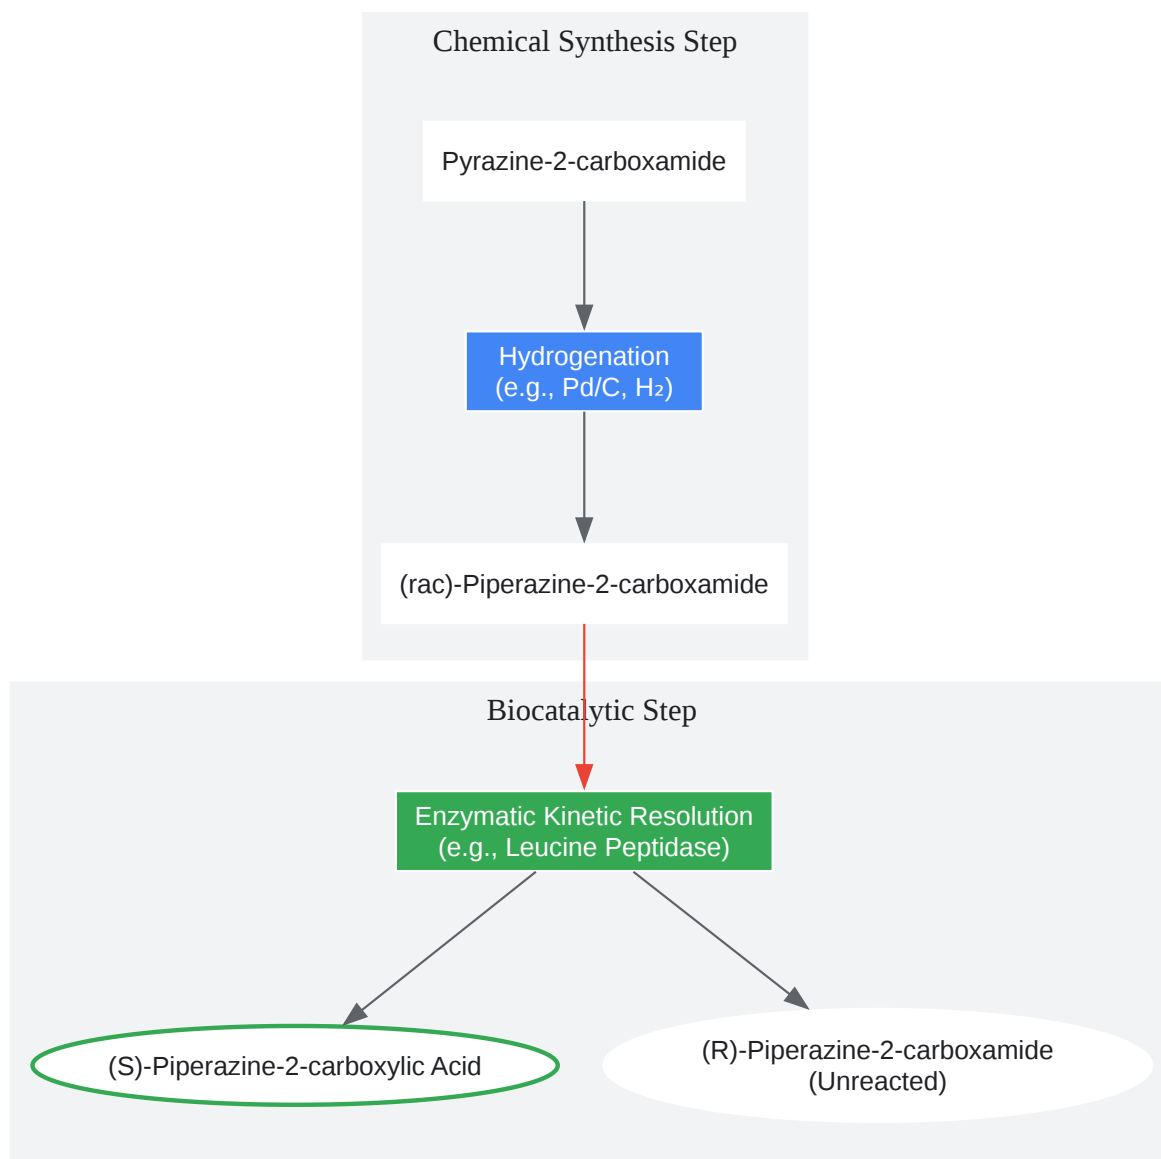 Chemical Synthesis Step
Pyrazine-2-carboxamide
Hydrogenation
(e.g., Pd/C, H₂)
(rac)-Piperazine-2-carboxamide
Biocatalytic Step
Enzymatic Kinetic Resolution
(e.g., Leucine Peptidase)
(S)-Piperazine-2-carboxylic Acid
(R)-Piperazine-2-carboxamide
(Unreacted)